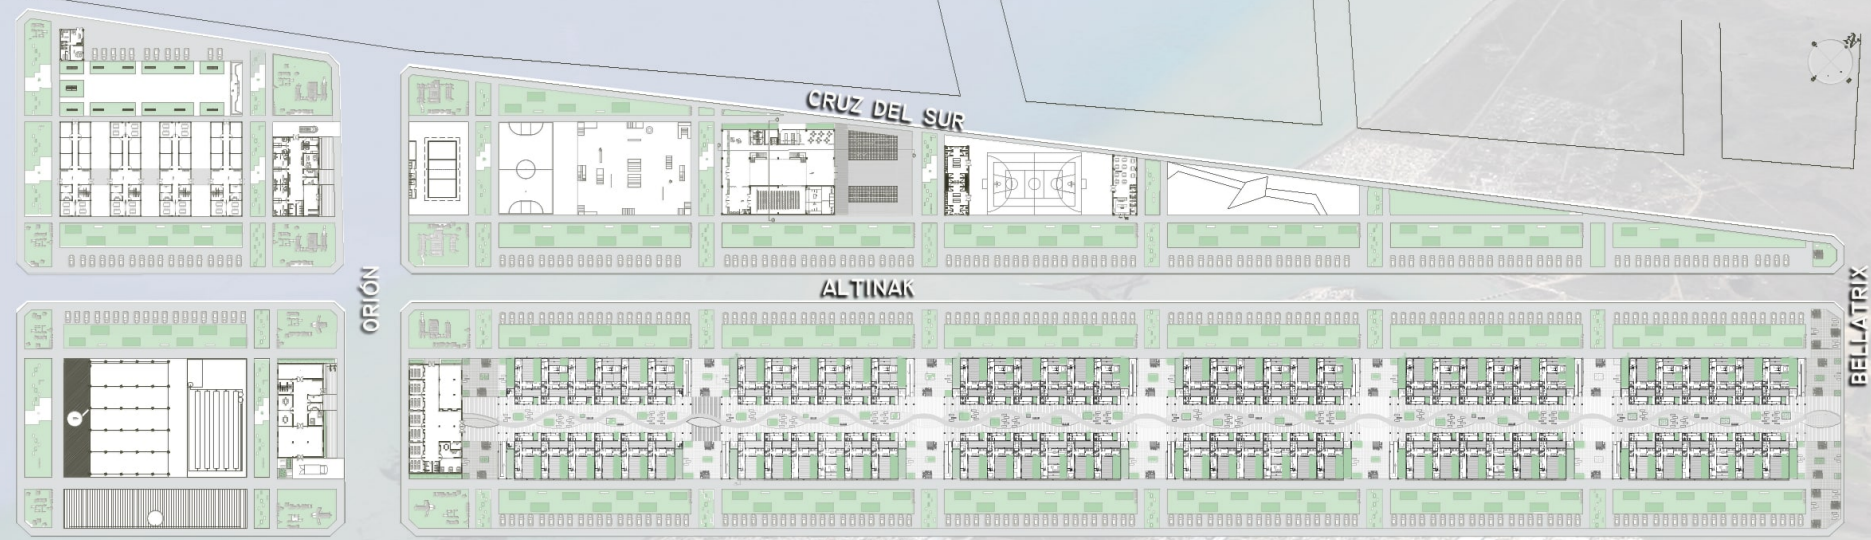 CRUZ DEL SUR
ORIÓN
ALTINAK
BELLATRIX